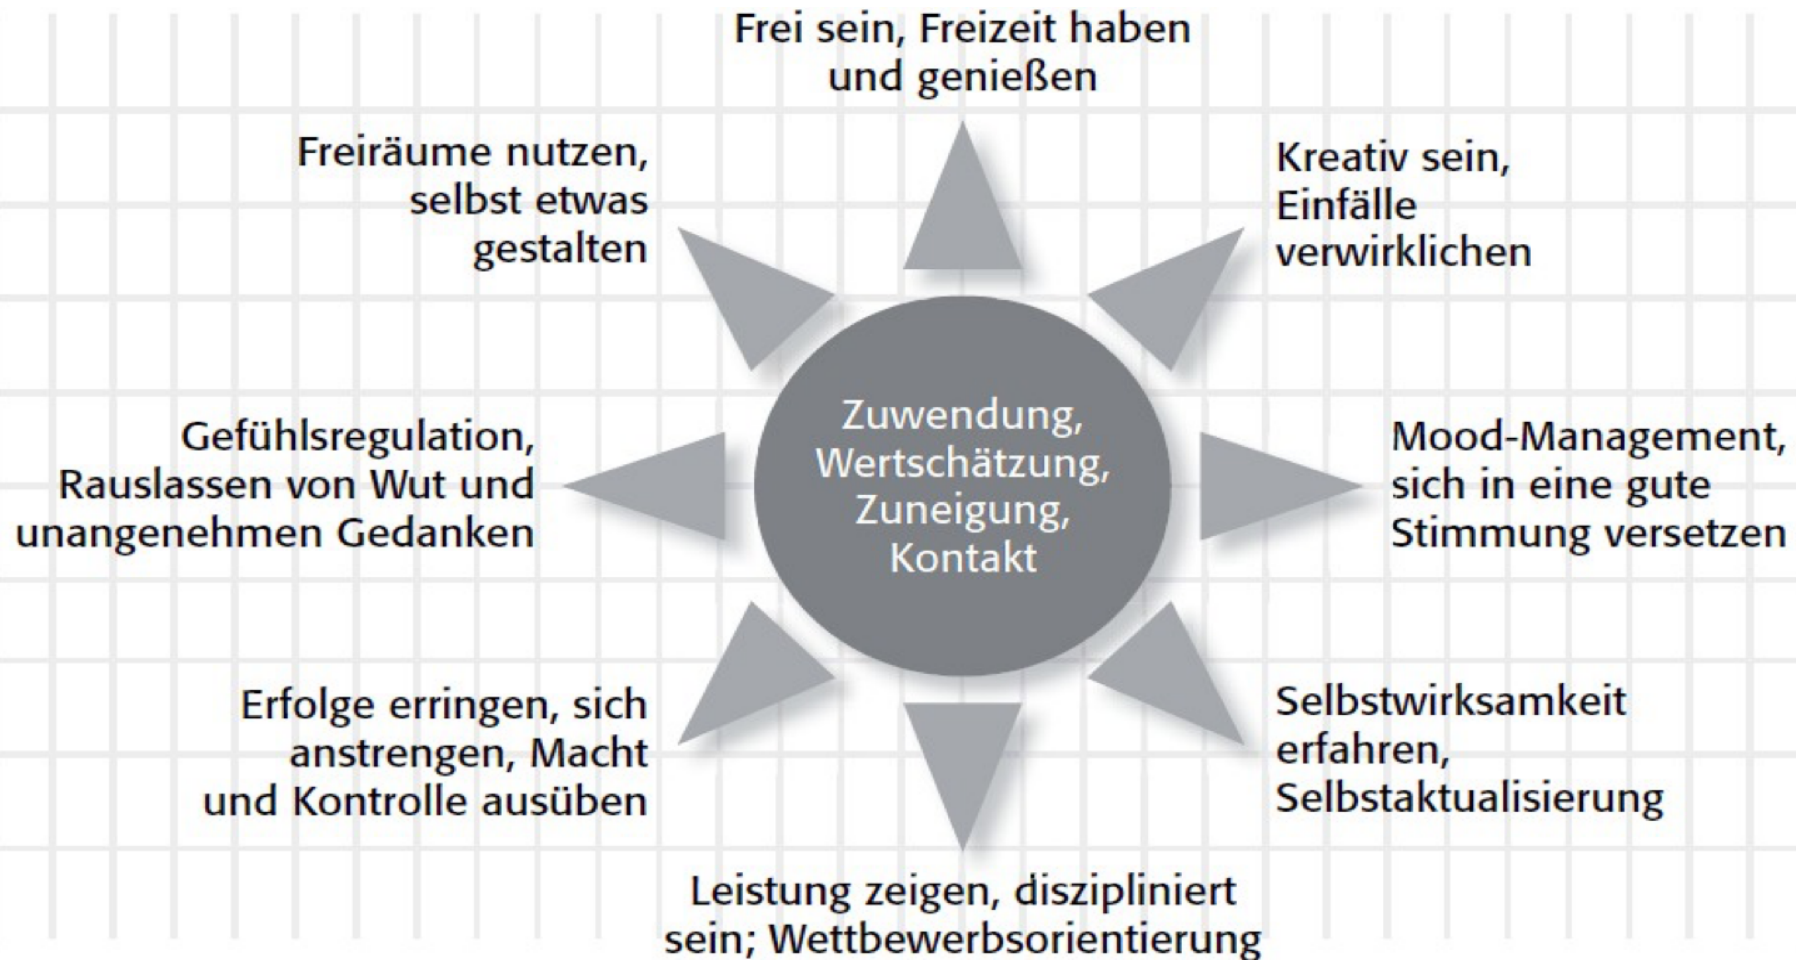 Frei sein, Freizeit haben
und genießen
Freiräume nutzen,
selbst etwas
gestalten
Kreativ sein,
Einfälle
verwirklichen
Gefühlsregulation,
Rauslassen von Wut und
unangenehmen Gedanken
Zuwendung,
Wertschätzung,
Zuneigung,
Kontakt
Mood-Management,
sich in eine gute
Stimmung versetzen
Erfolge erringen, sich
anstrengen, Macht
und Kontrolle ausüben
Selbstwirksamkeit
erfahren,
Selbstaktualisierung
Leistung zeigen, diszipliniert
sein; Wettbewerbsorientierung